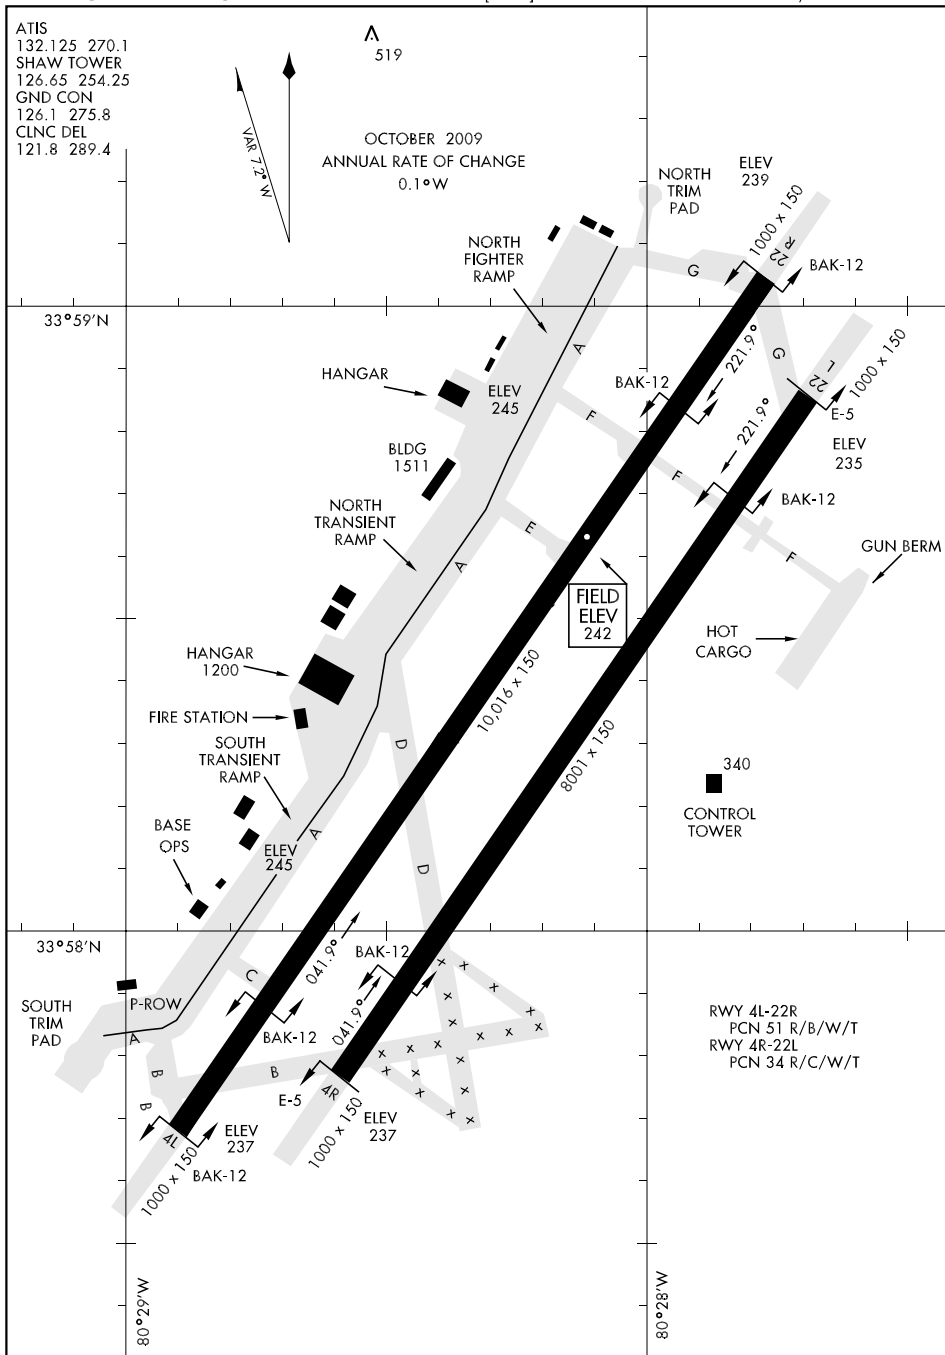 ATIS
132.125 270.1
SHAW TOWER
126.65 254.25
GND CON
126.1 275.8
CLNC DEL
121.8 289.4
519
VAR 7.2° W
OCTOBER 2009
ANNUAL RATE OF CHANGE
0.1° W
NORTH
TRIM
PAD
ELEV
239
1000 x 150
22R
BAK-12
NORTH
FIGHTER
RAMP
G
33°59'N
HANGAR
ELEV
245
A
BAK-12
221.9°
G
22L
1000 x 150
E-5
ELEV
235
F
221.9°
BLDG
1511
F
BAK-12
NORTH
TRANSIENT
RAMP
E
A
F
GUN BERM
FIELD
ELEV
242
HOT
CARGO
HANGAR
1200
10,016 x 150
FIRE STATION
SOUTH
TRANSIENT
RAMP
D
8001 x 150
340
CONTROL
TOWER
BASE
OPS
A
ELEV
245
D
33°58'N
041.9°
BAK-12
C
P-ROW
SOUTH
TRIM
PAD
A
BAK-12
041.9°
RWY 4L-22R
PCN 51 R/B/W/T
RWY 4R-22L
PCN 34 R/C/W/T
B
B
B
E-5
4R
1000 x 150
ELEV
237
4L
ELEV
237
1000 x 150
BAK-12
x x x x x x x x x x x x x x x x x x x x x x
80°29'W
80°28'W